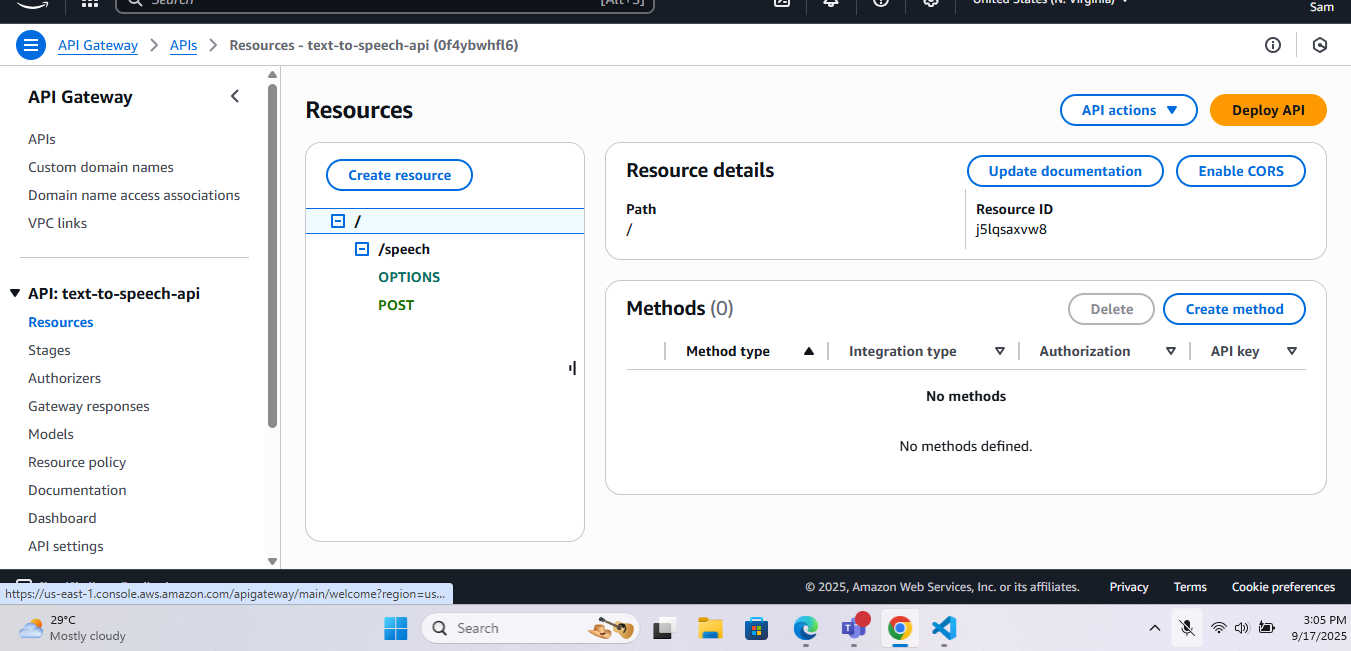 Search
[Alt+S]
United States (N. Virginia)
Sam
API Gateway
APIs
Resources - text-to-speech-api (0f4ybwhfl6)
API Gateway
APIs
Custom domain names
Domain name access associations
VPC links
API: text-to-speech-api
Resources
Stages
Authorizers
Gateway responses
Models
Resource policy
Documentation
Dashboard
API settings
Resources
API actions
Deploy API
Create resource
/
/speech
OPTIONS
POST
Resource details
Update documentation
Enable CORS
Path
/
Resource ID
j5lqsaxvw8
Methods (0)
Delete
Create method
Method type
Integration type
Authorization
API key
No methods
No methods defined.
© 2025, Amazon Web Services, Inc. or its affiliates.
Privacy
Terms
Cookie preferences
https://us-east-1.console.aws.amazon.com/apigateway/main/welcome?region=us...
29°C
Mostly cloudy
Search
3:05 PM
9/17/2025